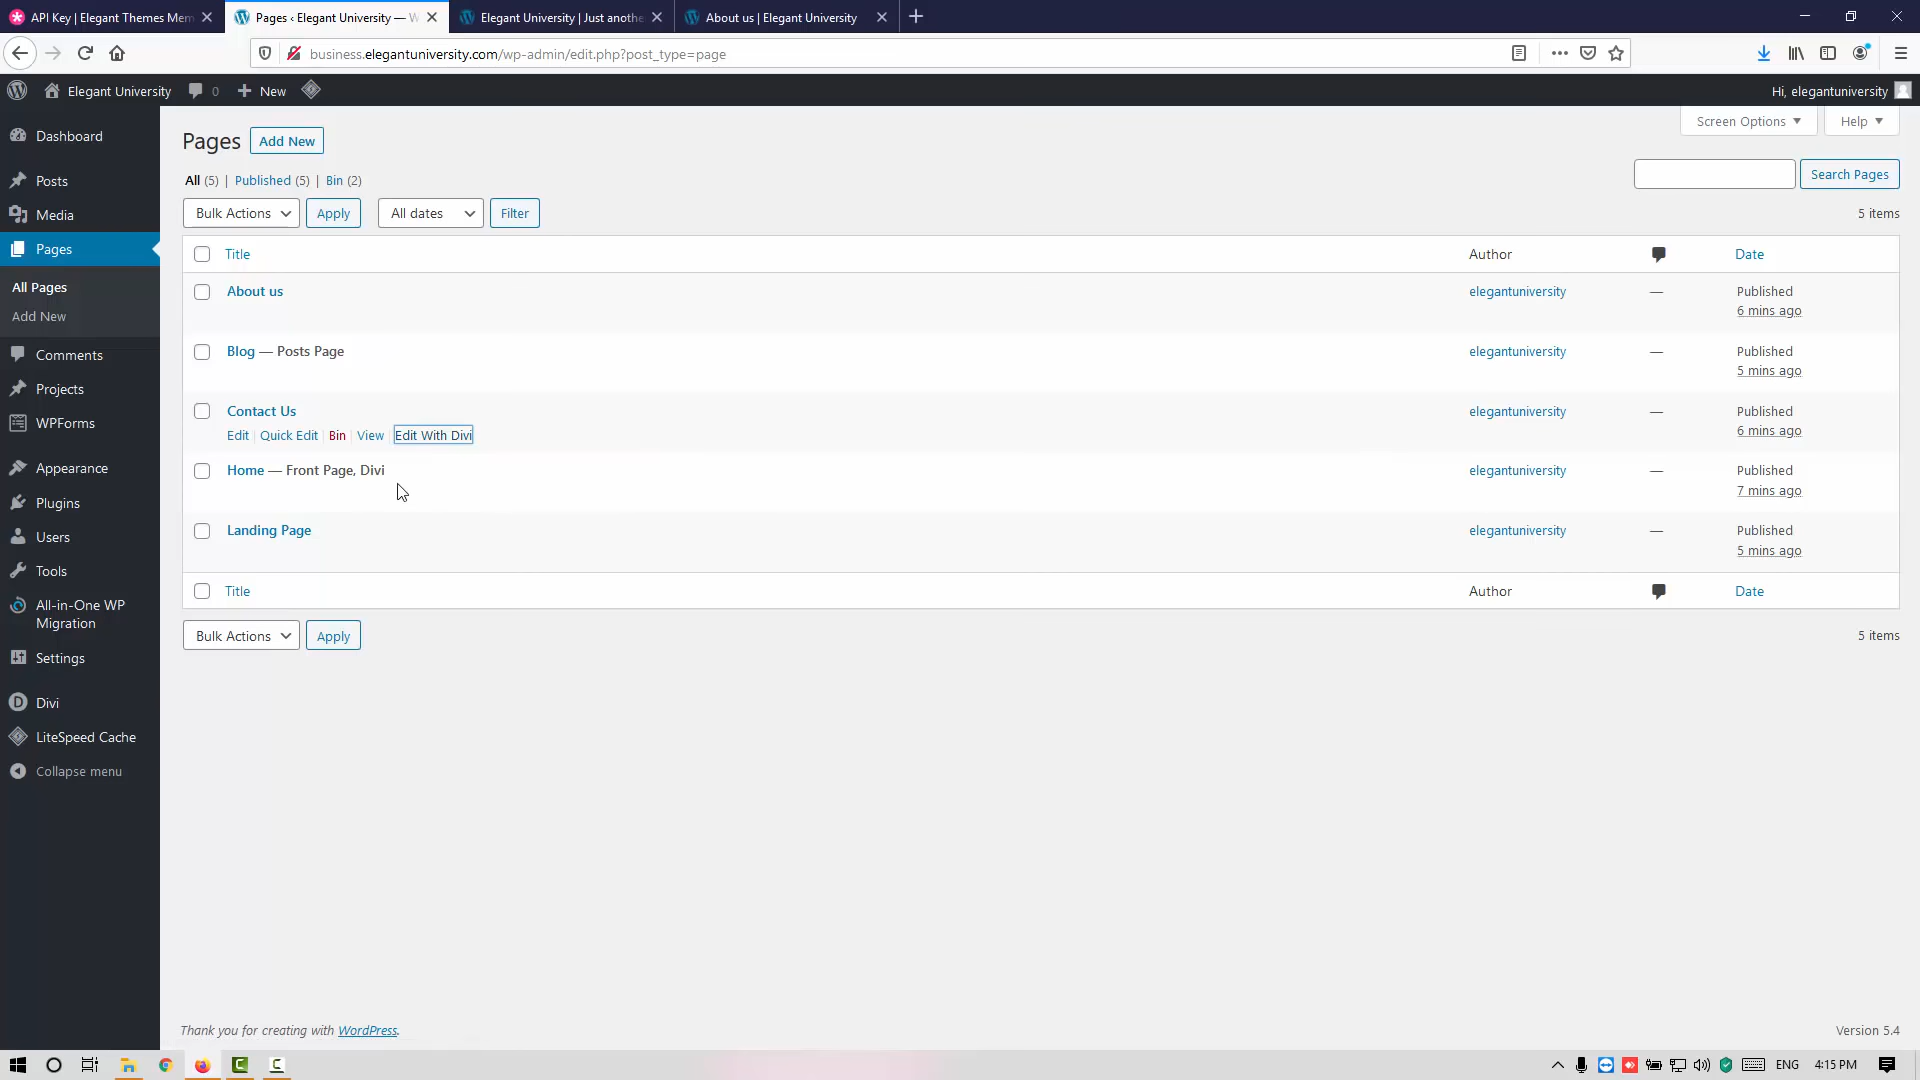 API Key | Elegant Themes Mem
Pages ‹ Elegant University — W
Elegant University | Just anothe
About us | Elegant University
business.elegantuniversity.com/wp-admin/edit.php?post_type=page
Elegant University
0
New
Hi, elegantuniversity
Dashboard
Posts
Media
Pages
All Pages
Add New
Comments
Projects
WPForms
Appearance
Plugins
Users
Tools
All-in-One WP
Migration
Settings
Divi
LiteSpeed Cache
Collapse menu
Screen Options
Help
Pages
Add New
All (5) | Published (5) | Bin (2)
Search Pages
Bulk Actions
Apply
All dates
Filter
5 items
Title
Author
Date
About us
elegantuniversity
—
Published
6 mins ago
Blog — Posts Page
elegantuniversity
—
Published
5 mins ago
Contact Us
Edit | Quick Edit | Bin | View | Edit With Divi
elegantuniversity
—
Published
6 mins ago
Home — Front Page, Divi
elegantuniversity
—
Published
7 mins ago
Landing Page
elegantuniversity
—
Published
5 mins ago
Title
Author
Date
Bulk Actions
Apply
5 items
Thank you for creating with WordPress.
Version 5.4
ENG
4:15 PM